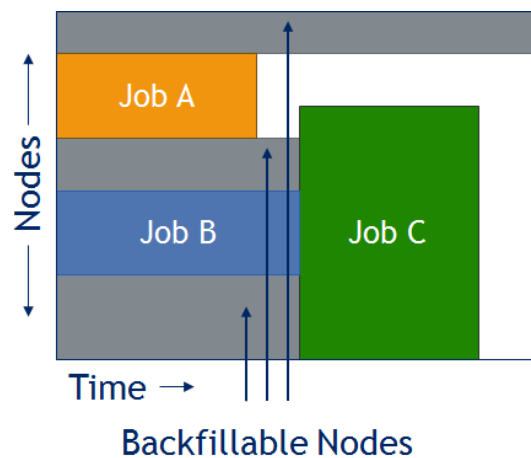 Job A
Nodes
Job B
Job C
Time
Backfillable Nodes